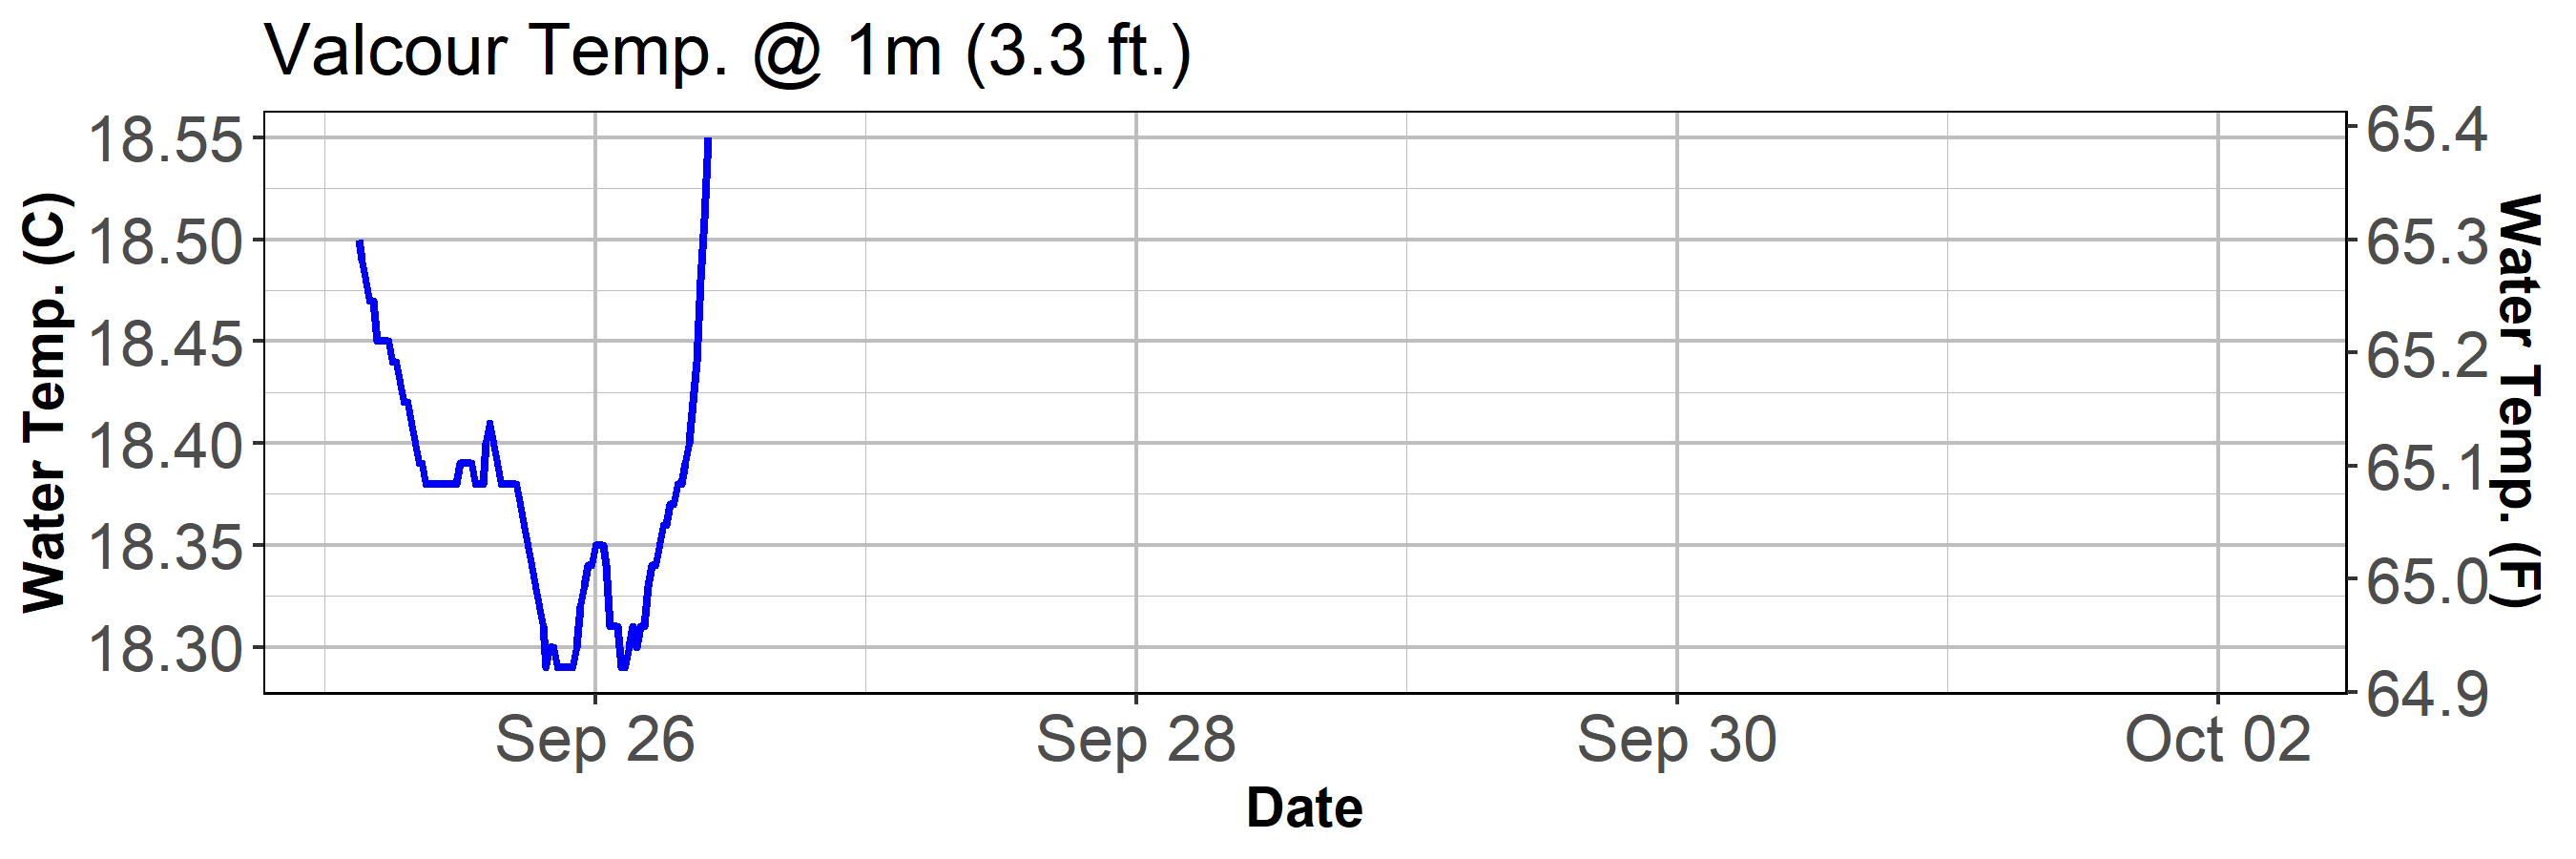 Valcour Temp. @ 1m (3.3 ft.)
Water Temp. (C)
18.55
18.50
18.45
18.40
18.35
18.30
65.4
65.3
65.2
65.1
65.0
64.9
Water Temp. (F)
Sep 26
Sep 28
Sep 30
Oct 02
Date